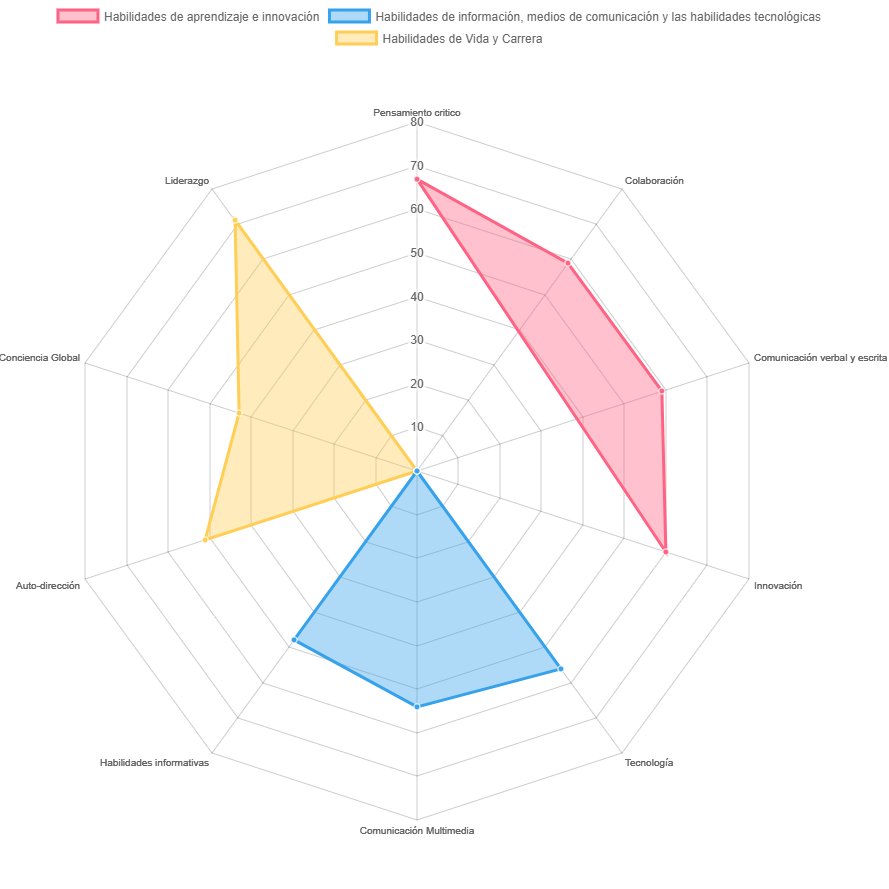 Habilidades de aprendizaje e innovación
Habilidades de información, medios de comunicación y las habilidades tecnológicas
Habilidades de Vida y Carrera
Pensamiento critico
80
70
60
50
40
30
20
10
Liderazgo
Colaboración
Conciencia Global
Comunicación verbal y escrita
Auto-dirección
Innovación
Habilidades informativas
Tecnología
Comunicación Multimedia